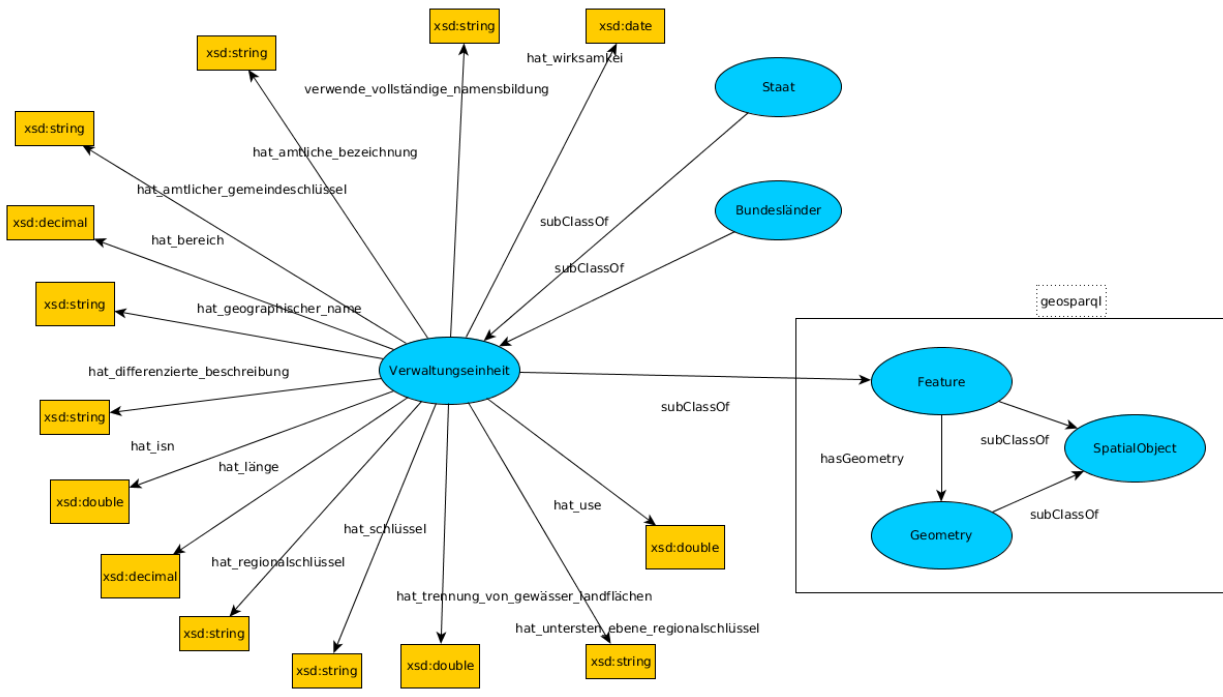 xsd:string
xsd:date
xsd:string
hat_wirksamkei
verwende_vollständige_namensbildung
Staat
xsd:string
hat_amtliche_bezeichnung
hat_amtlicher_gemeindeschlüssel
xsd:decimal
Bundesländer
subClassOf
hat_bereich
subClassOf
xsd:string
hat_geographischer_name
geosparql
Verwaltungseinheit
hat_differenzierte_beschreibung
Feature
subClassOf
xsd:string
subClassOf
hat_isn
SpatialObject
hasGeometry
hat_länge
xsd:double
hat_use
subClassOf
hat_schlüssel
Geometry
xsd:double
hat_regionalschlüssel
xsd:decimal
hat_trennung_von_gewässer_landflächen
hat_untersten_ebene_regionalschlüssel
xsd:string
xsd:string
xsd:double
xsd:string